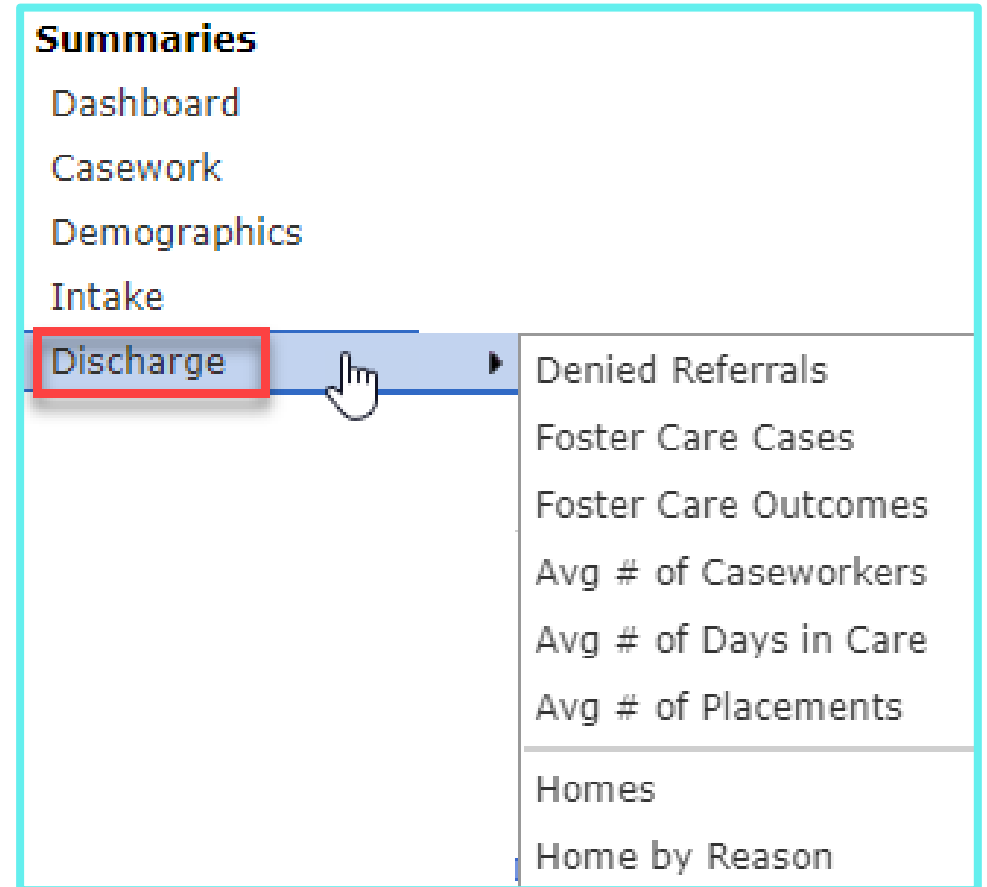 Summaries
Dashboard
Casework
Demographics
Intake
Discharge
Denied Referrals
Foster Care Cases
Foster Care Outcomes
Avg # of Caseworkers
Avg # of Days in Care
Avg # of Placements
Homes
Home by Reason